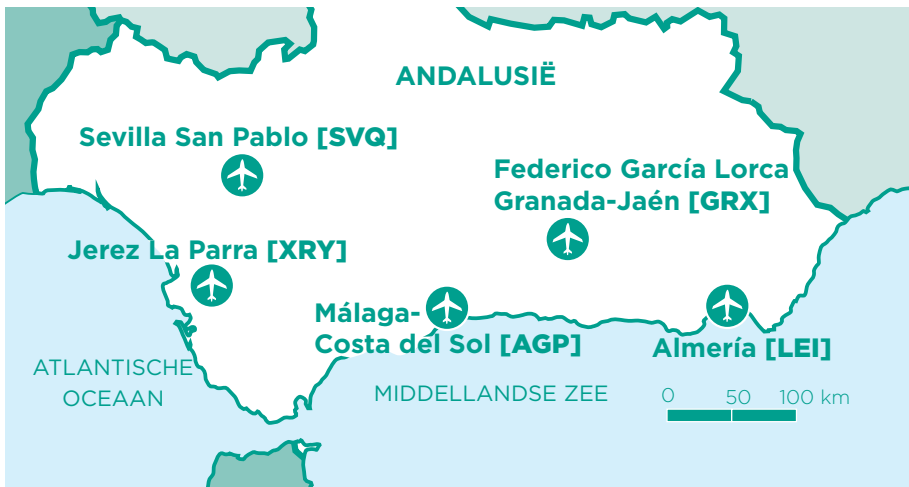 ANDALUSIË
Sevilla San Pablo [SVQ]
Federico García Lorca
Granada-Jaén [GRX]
Jerez La Parra [XRY]
Málaga-
Costa del Sol [AGP]
Almería [LEI]
ATLANTISCHE
OCEAAN
MIDDELLANDSE ZEE
0 50 100 km